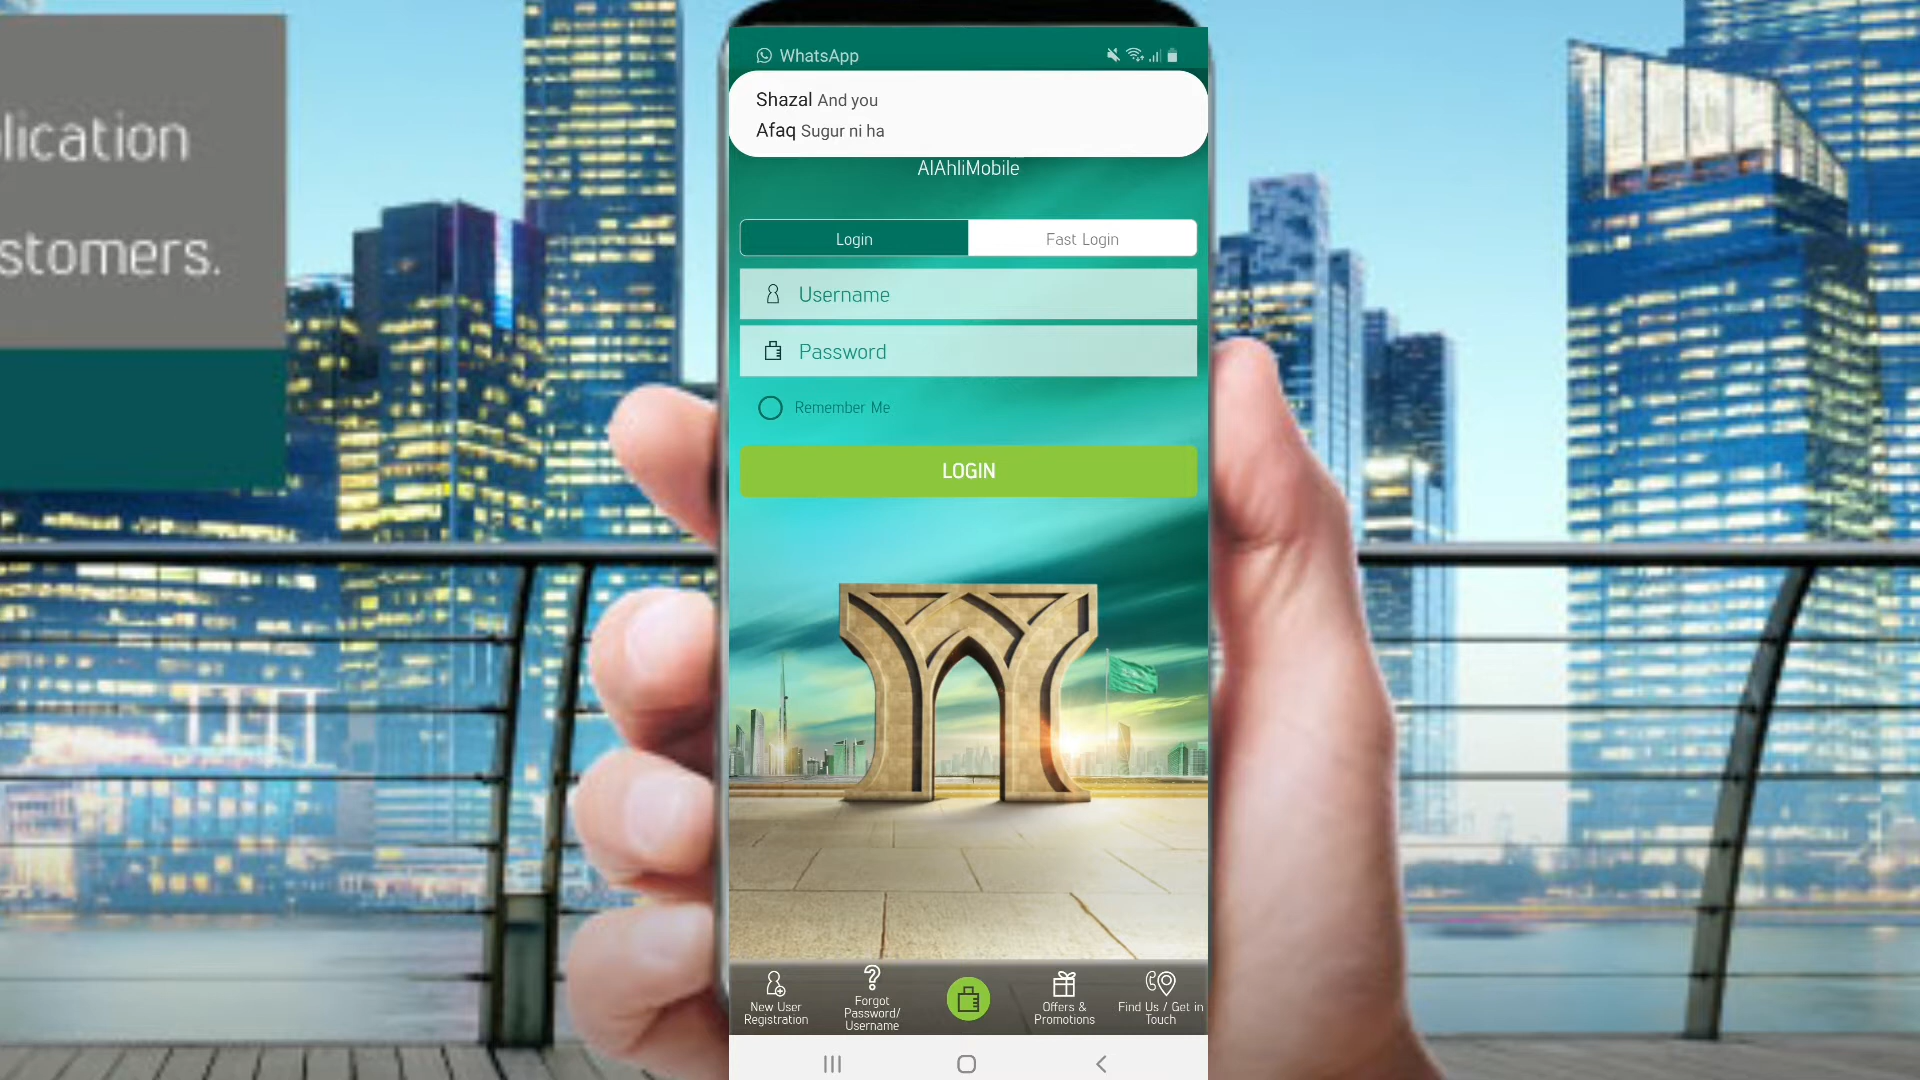 lication
stomers.
WhatsApp
Shazal And you
Afaq Sugur ni ha
AlAhliMobile
Login
Fast Login
Username
Password
Remember Me
LOGIN
New User
Registration
Forgot
Password/
Username
Offers &
Promotions
Find Us / Get in
Touch